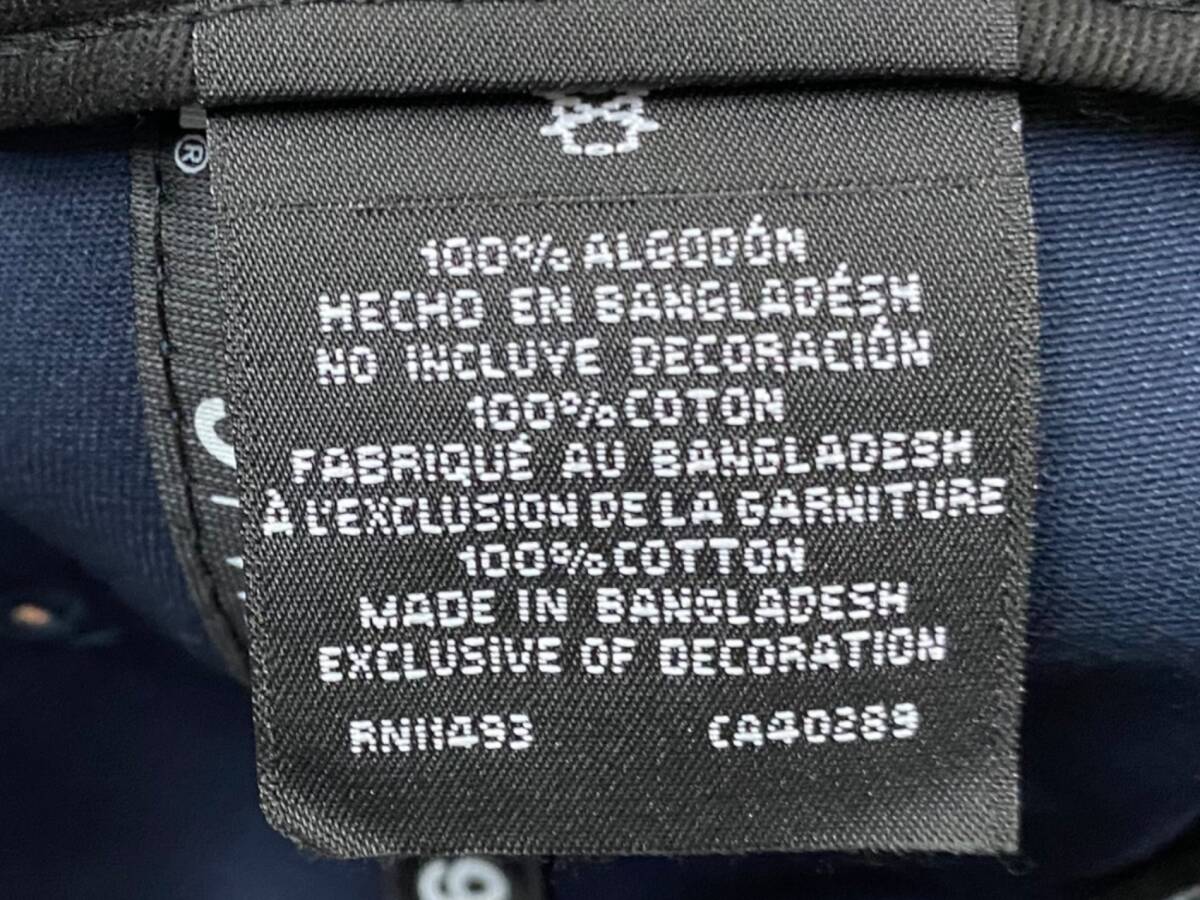 ®
100% ALGODÓN
HECHO EN BANGLADÉSH
NO INCLUYE DECORACIÓN
100% COTON
FABRIQUÉ AU BANGLADESH
À L'EXCLUSION DE LA GARNITURE
100% COTTON
MADE IN BANGLADESH
EXCLUSIVE OF DECORATION
RN11493 CA40289